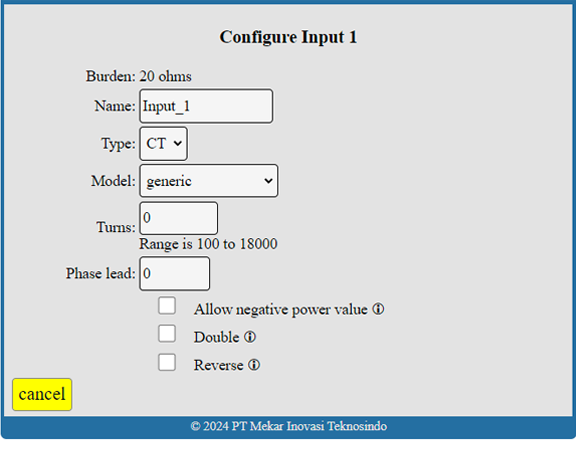 Configure Input 1
Burden: 20 ohms
Name: Input_1
Type: CT
Model: generic
Turns: 0
Range is 100 to 18000
Phase lead: 0
Allow negative power value ⓘ
Double ⓘ
Reverse ⓘ
cancel
© 2024 PT Mekar Inovasi Teknosindo